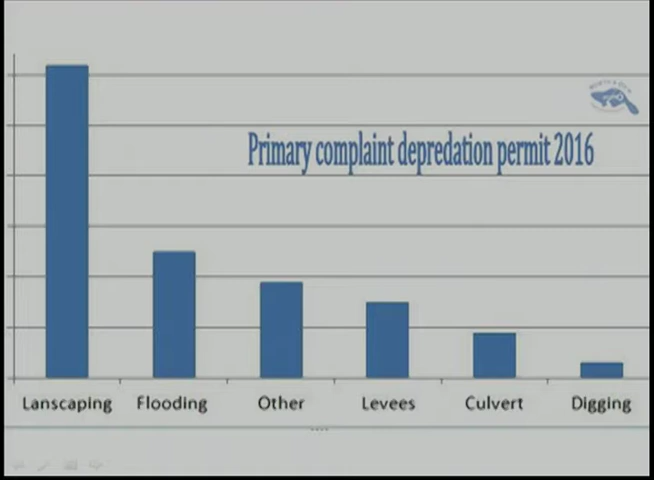 Primary complaint depredation permit 2016
Lanscaping Flooding Other Levees Culvert Digging